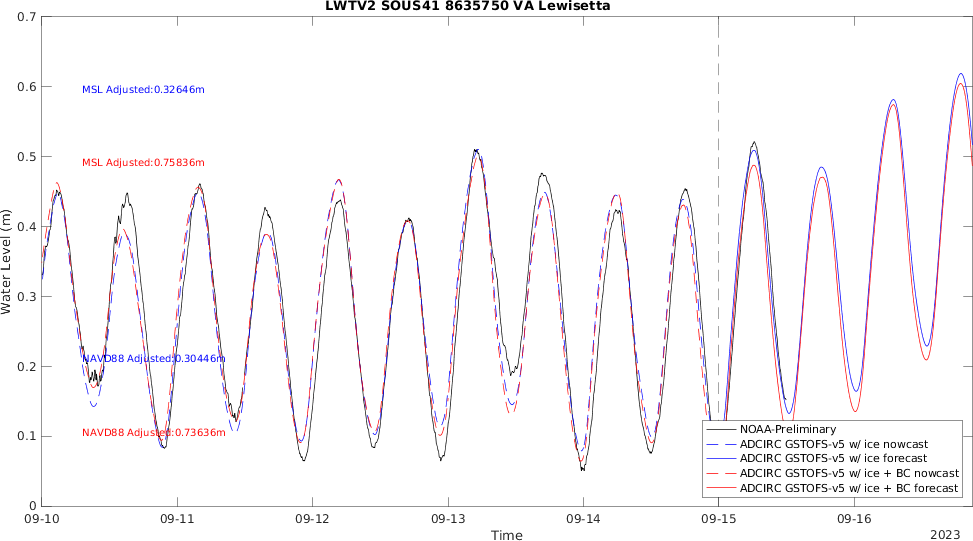 LWTV2 SOUS41 8635750 VA Lewisetta
0.7
0.6
0.5
0.4
0.3
0.2
0.1
0
Water Level (m)
MSL Adjusted:0.32646m
MSL Adjusted:0.75836m
NAVD88 Adjusted:0.30446m
NAVD88 Adjusted:0.73636m
NOAA-Preliminary
ADCIRC GSTOFS-v5 w/ ice nowcast
ADCIRC GSTOFS-v5 w/ ice forecast
ADCIRC GSTOFS-v5 w/ ice + BC nowcast
ADCIRC GSTOFS-v5 w/ ice + BC forecast
09-10 09-11 09-12 09-13 09-14 09-15 09-16
Time
2023